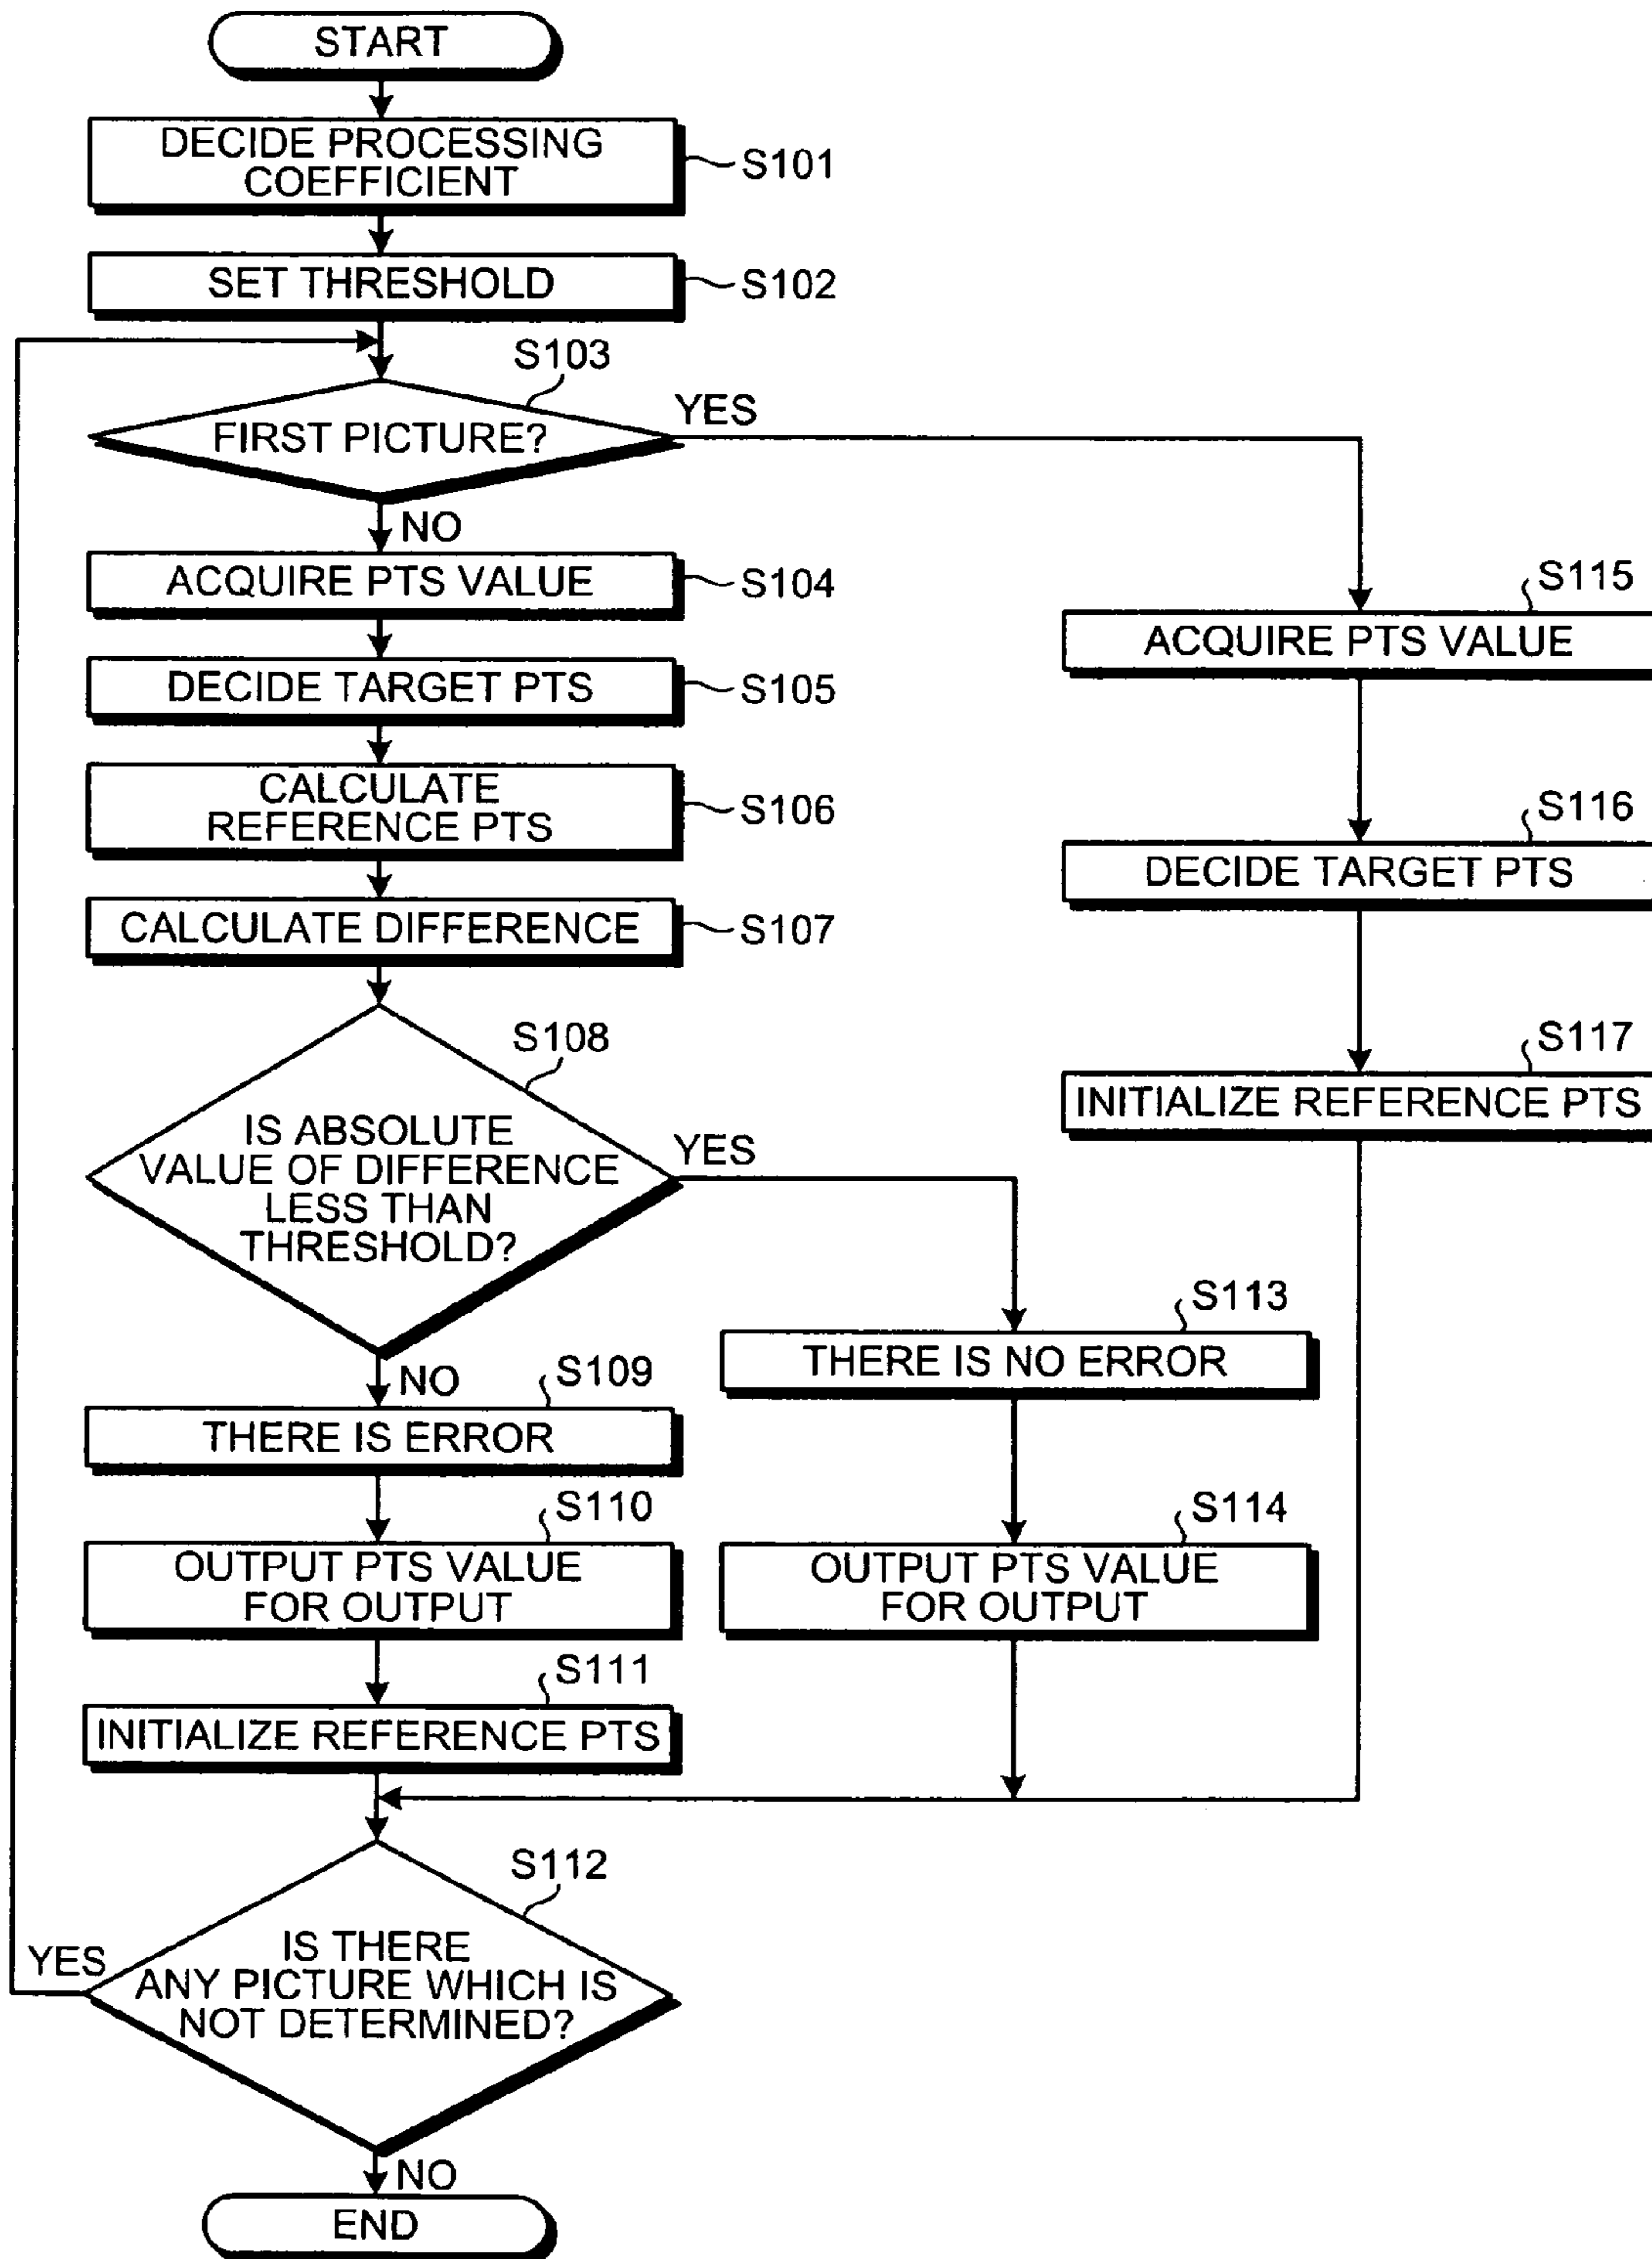 START
DECIDE PROCESSING
COEFFICIENT
S101
SET THRESHOLD
S102
S103
FIRST PICTURE?
YES
NO
ACQUIRE PTS VALUE
S104
DECIDE TARGET PTS
S105
CALCULATE
REFERENCE PTS
S106
CALCULATE DIFFERENCE
S107
S108
IS ABSOLUTE
VALUE OF DIFFERENCE
LESS THAN
THRESHOLD?
YES
NO
S109
THERE IS ERROR
S110
OUTPUT PTS VALUE
FOR OUTPUT
S111
INITIALIZE REFERENCE PTS
S113
THERE IS NO ERROR
S114
OUTPUT PTS VALUE
FOR OUTPUT
S115
ACQUIRE PTS VALUE
S116
DECIDE TARGET PTS
S117
INITIALIZE REFERENCE PTS
S112
IS THERE
ANY PICTURE WHICH IS
NOT DETERMINED?
YES
NO
END